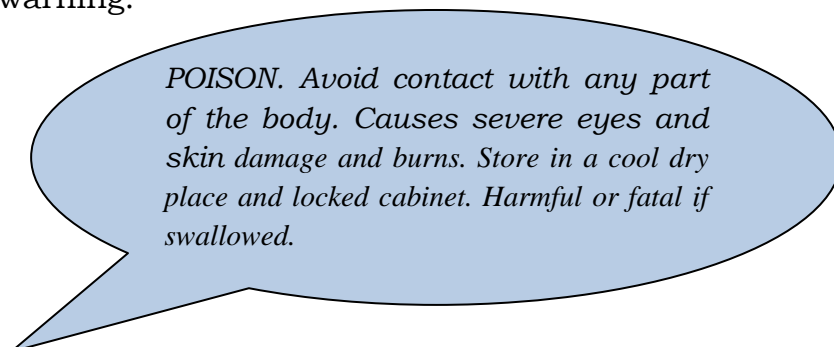 warning.
POISON. Avoid contact with any part
of the body. Causes severe eyes and
skin damage and burns. Store in a cool dry
place and locked cabinet. Harmful or fatal if
swallowed.